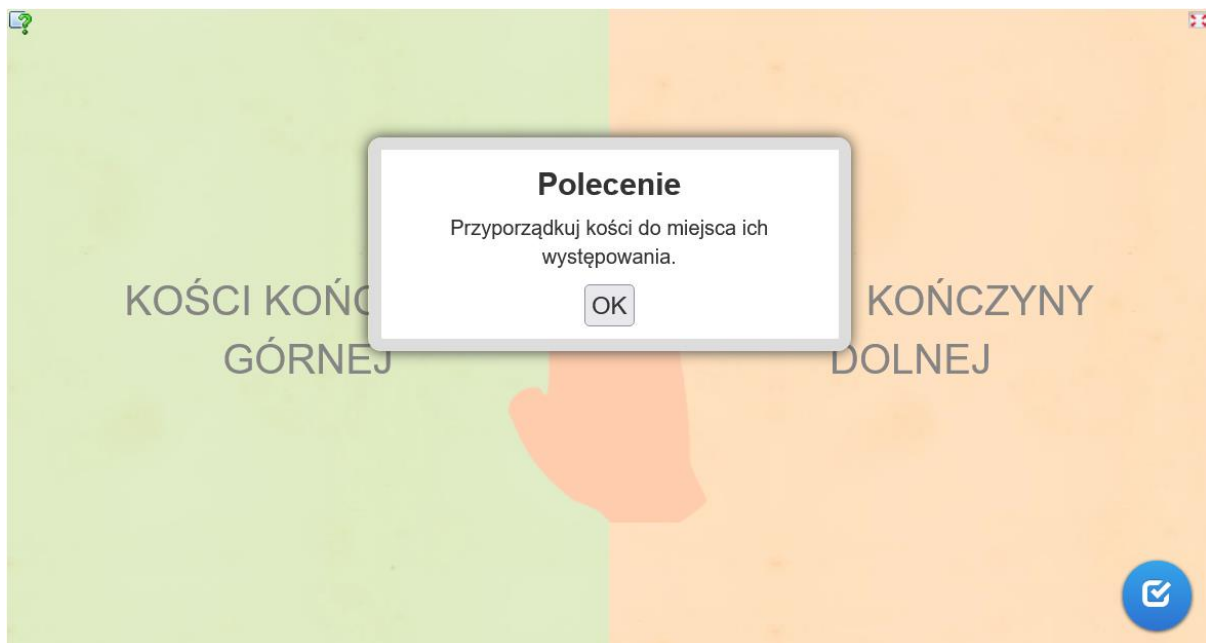 Polecenie
Przyporządkuj kości do miejsca ich
występowania.
OK
KOŚCI KOŃC
GÓRNEJ
KOŃCZYNY
DOLNEJ